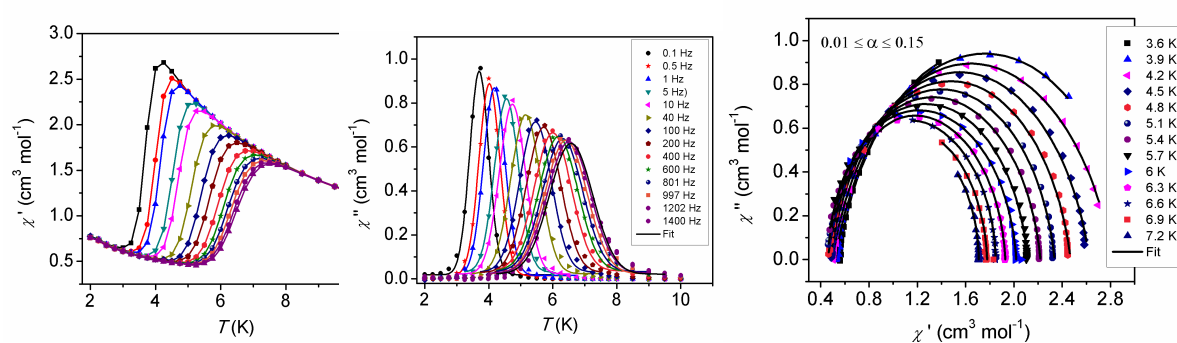 3.0
2.5
2.0
1.5
1.0
0.5
2 4 6 8
T (K)
χ ' (cm³ mol⁻¹)
1.0
0.8
0.6
0.4
0.2
0.0
2 4 6 8 10
T (K)
χ '' (cm³ mol⁻¹)
0.1 Hz
0.5 Hz
1 Hz
5 Hz)
10 Hz
40 Hz
100 Hz
200 Hz
400 Hz
600 Hz
801 Hz
997 Hz
1202 Hz
1400 Hz
Fit
0.01 ≤ α ≤ 0.15
1.0
0.8
0.6
0.4
0.2
0.0
0.4 0.8 1.2 1.6 2.0 2.4 2.8
χ ' (cm³ mol⁻¹)
χ '' (cm³ mol⁻¹)
3.6 K
3.9 K
4.2 K
4.5 K
4.8 K
5.1 K
5.4 K
5.7 K
6 K
6.3 K
6.6 K
6.9 K
7.2 K
Fit